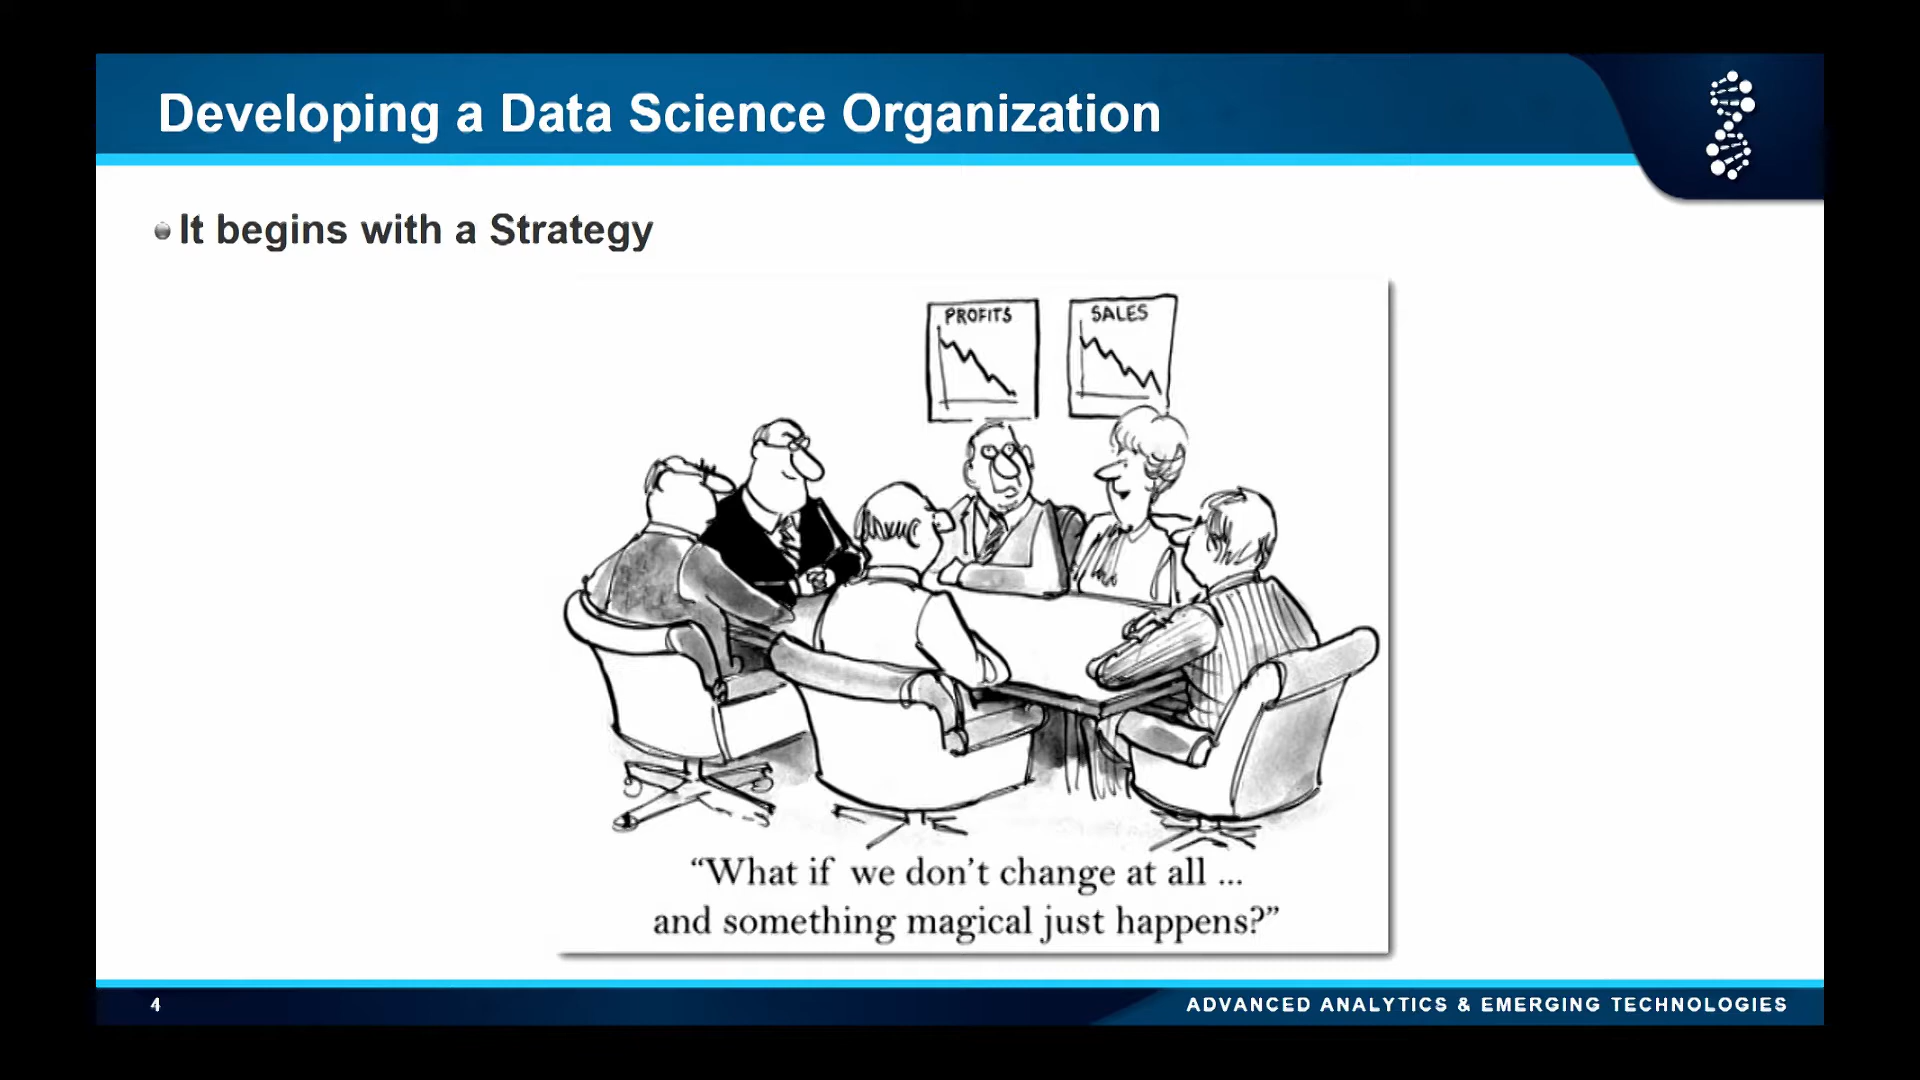 Developing a Data Science Organization
It begins with a Strategy
PROFITS
SALES
“What if we don’t change at all ...
and something magical just happens?”
4
ADVANCED ANALYTICS & EMERGING TECHNOLOGIES